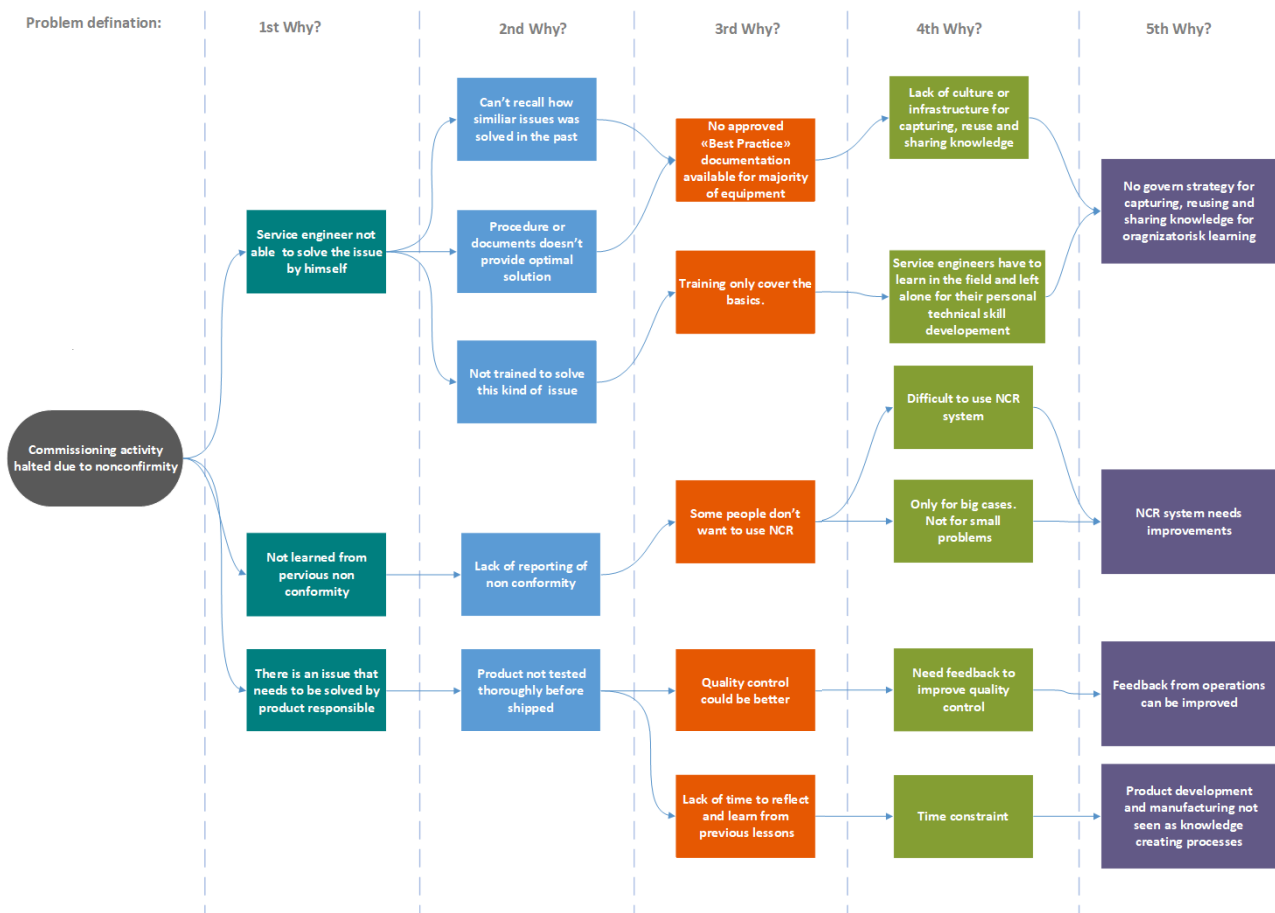 Problem defination:
1st Why?
2nd Why?
3rd Why?
4th Why?
5th Why?
Commissioning activity
halted due to nonconfirmity
Service engineer not
able to solve the issue
by himself
Not learned from
pervious non
conformity
There is an issue that
needs to be solved by
product responsible
Can't recall how
similiar issues was
solved in the past
Procedure or
documents doesn't
provide optimal
solution
Not trained to solve
this kind of issue
Lack of reporting of
non conformity
Product not tested
thoroughly before
shipped
No approved
«Best Practice»
documentation
available for majority
of equipment
Training only cover the
basics.
Some people don't
want to use NCR
Quality control
could be better
Lack of time to reflect
and learn from
previous lessons
Lack of culture or
infrastructure for
capturing, reuse and
sharing knowledge
Service engineers have to
learn in the field and left
alone for their personal
technical skill
developement
Difficult to use NCR
system
Only for big cases.
Not for small
problems
Need feedback to
improve quality
control
Time constraint
No govern strategy for
capturing, reusing and
sharing knowledge for
oragnizatorisk learning
NCR system needs
improvements
Feedback from operations
can be improved
Product development
and manufacturing not
seen as knowledge
creating processes